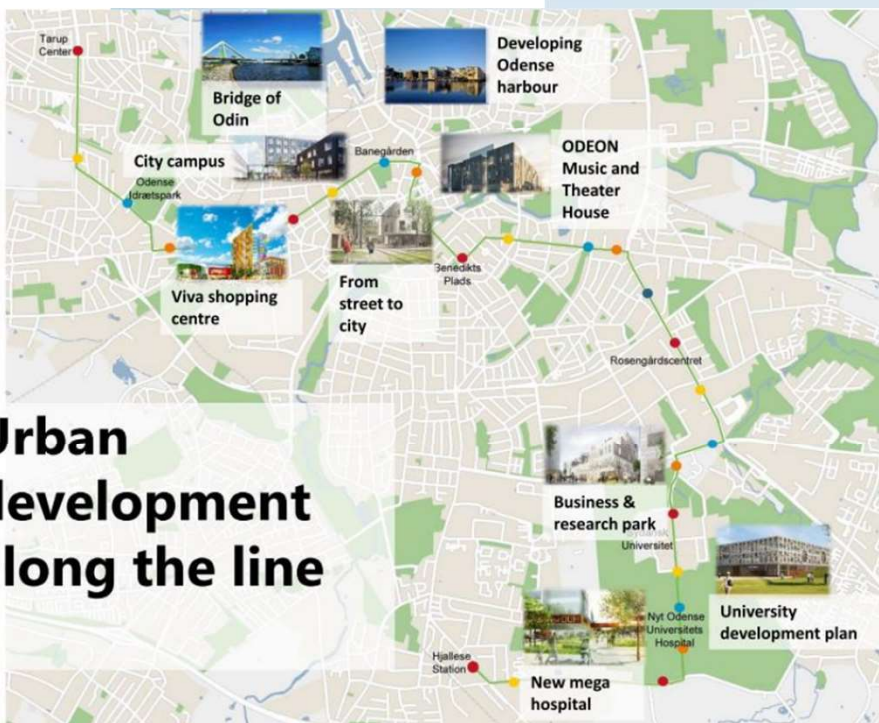 Tarup
Center
Bridge of
Odin
Developing
Odense
harbour
City campus
Banegården
ODEON
Music and
Theater
House
Odense
Idrætspark
Viva shopping
centre
From
street to
city
Benedikts
Plads
Rosengårdscentret
Urban
development
along the line
Business &
research park
Universitet
University
development plan
Nyt Odense
Universitets
Hospital
Hjallese
Station
New mega
hospital